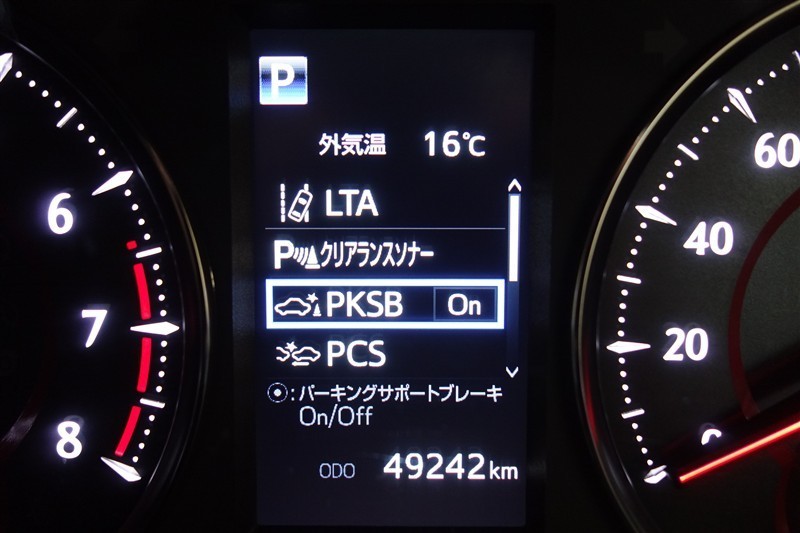 P
外気温 16℃
LTA
P クリアランスソナー
PKSB On
PCS
:パーキングサポートブレーキ
On/Off
ODO 49242km
6
7
8
60
40
20